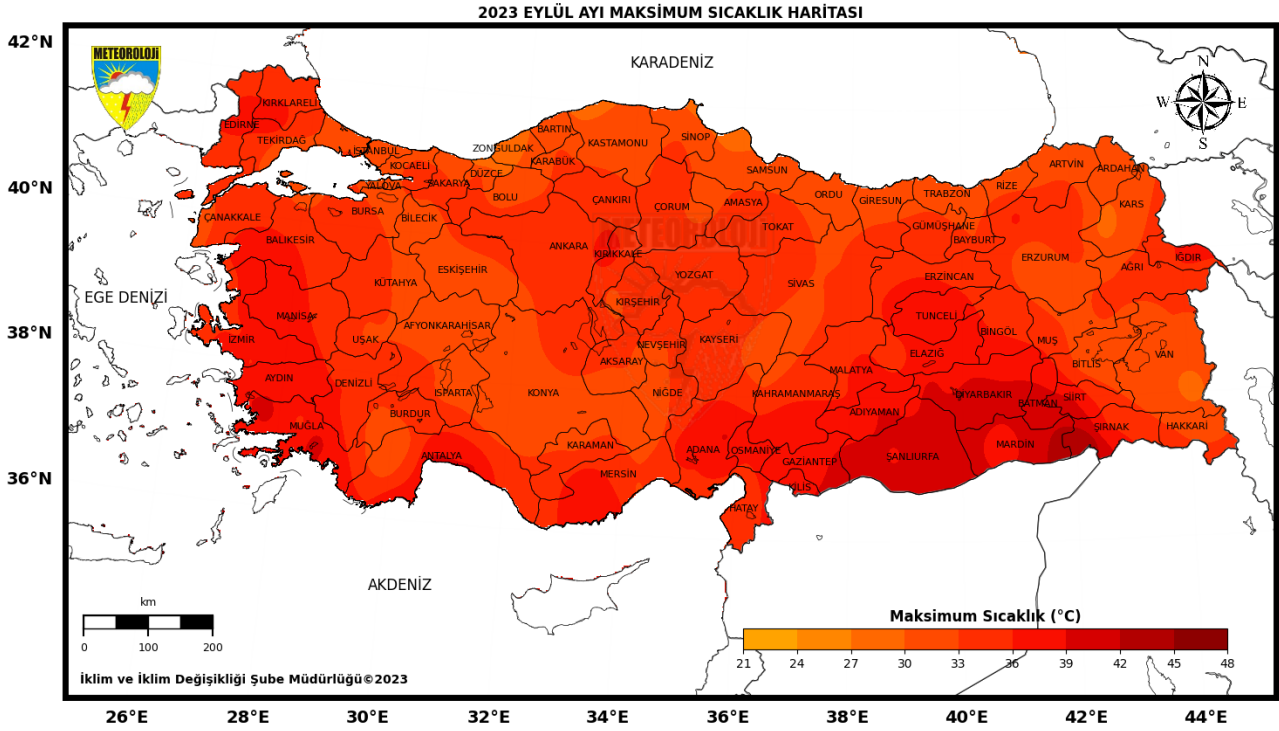 2023 EYLÜL AYI MAKSİMUM SICAKLIK HARİTASI
42°N
40°N
38°N
36°N
METEOROLOJİ
KARADENİZ
N
W
E
S
KIRKLARELİ
EDİRNE
TEKİRDAĞ
İSTANBUL
KOCAELİ
YALOVA
SAKARYA
DÜZCE
ZONGULDAK
BARTIN
KARABÜK
KASTAMONU
SİNOP
SAMSUN
ORDU
GİRESUN
TRABZON
RİZE
ARTVİN
ARDAHAN
KARS
ÇANAKKALE
BURSA
BİLECİK
BOLU
ÇANKIRI
ÇORUM
AMASYA
TOKAT
GÜMÜŞHANE
BAYBURT
METEOROLOJİ
BALIKESİR
ANKARA
KIRIKKALE
ERZURUM
AĞRI
IĞDIR
ESKİŞEHİR
KÜTAHYA
YOZGAT
SİVAS
ERZİNCAN
EGE DENİZİ
MANİSA
AFYONKARAHİSAR
KIRŞEHİR
TUNCELİ
BİNGÖL
MUŞ
İZMİR
UŞAK
NEVŞEHİR
KAYSERİ
ELAZIĞ
BİTLİS
VAN
AKSARAY
MALATYA
AYDIN
DENİZLİ
ISPARTA
KONYA
NİĞDE
KAHRAMANMARAŞ
DİYARBAKIR
BATMAN
SİİRT
BURDUR
ADIYAMAN
MUĞLA
ŞIRNAK
HAKKARİ
ANTALYA
KARAMAN
ADANA
OSMANİYE
GAZİANTEP
ŞANLIURFA
MARDİN
MERSİN
KİLİS
HATAY
AKDENİZ
km
0 100 200
Maksimum Sıcaklık (°C)
21 24 27 30 33 36 39 42 45 48
İklim ve İklim Değişikliği Şube Müdürlüğü©2023
26°E 28°E 30°E 32°E 34°E 36°E 38°E 40°E 42°E 44°E